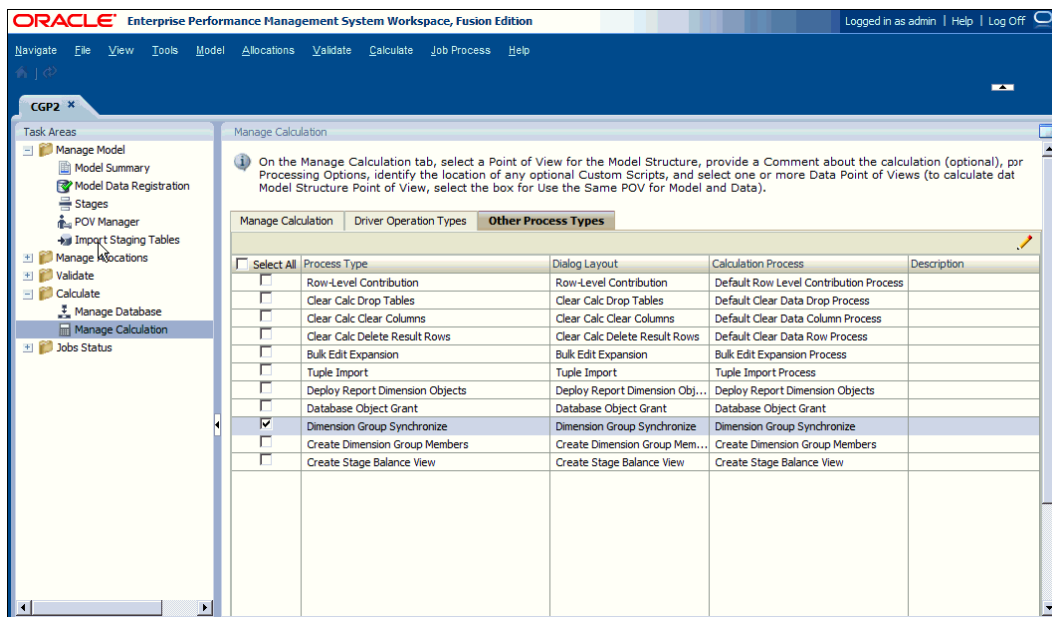 ORACLE Enterprise Performance Management System Workspace, Fusion Edition
Logged in as admin | Help | Log Off
Navigate File View Tools Model Allocations Validate Calculate Job Process Help
CGP2
Task Areas
Manage Model
Model Summary
Model Data Registration
Stages
POV Manager
Import Staging Tables
Manage Allocations
Validate
Calculate
Manage Database
Manage Calculation
Jobs Status
Manage Calculation
On the Manage Calculation tab, select a Point of View for the Model Structure, provide a Comment about the calculation (optional), por
Processing Options, identify the location of any optional Custom Scripts, and select one or more Data Point of Views (to calculate dat
Model Structure Point of View, select the box for Use the Same POV for Model and Data).
Manage Calculation Driver Operation Types Other Process Types
Select All Process Type Dialog Layout Calculation Process Description
Row-Level Contribution Row-Level Contribution Default Row Level Contribution Process
Clear Calc Drop Tables Clear Calc Drop Tables Default Clear Data Drop Process
Clear Calc Clear Columns Clear Calc Clear Columns Default Clear Data Column Process
Clear Calc Delete Result Rows Clear Calc Delete Result Rows Default Clear Data Row Process
Bulk Edit Expansion Bulk Edit Expansion Bulk Edit Expansion Process
Tuple Import Tuple Import Tuple Import Process
Deploy Report Dimension Objects Deploy Report Dimension Obj... Deploy Report Dimension Objects
Database Object Grant Database Object Grant Database Object Grant
Dimension Group Synchronize Dimension Group Synchronize Dimension Group Synchronize
Create Dimension Group Members Create Dimension Group Mem... Create Dimension Group Members
Create Stage Balance View Create Stage Balance View Create Stage Balance View